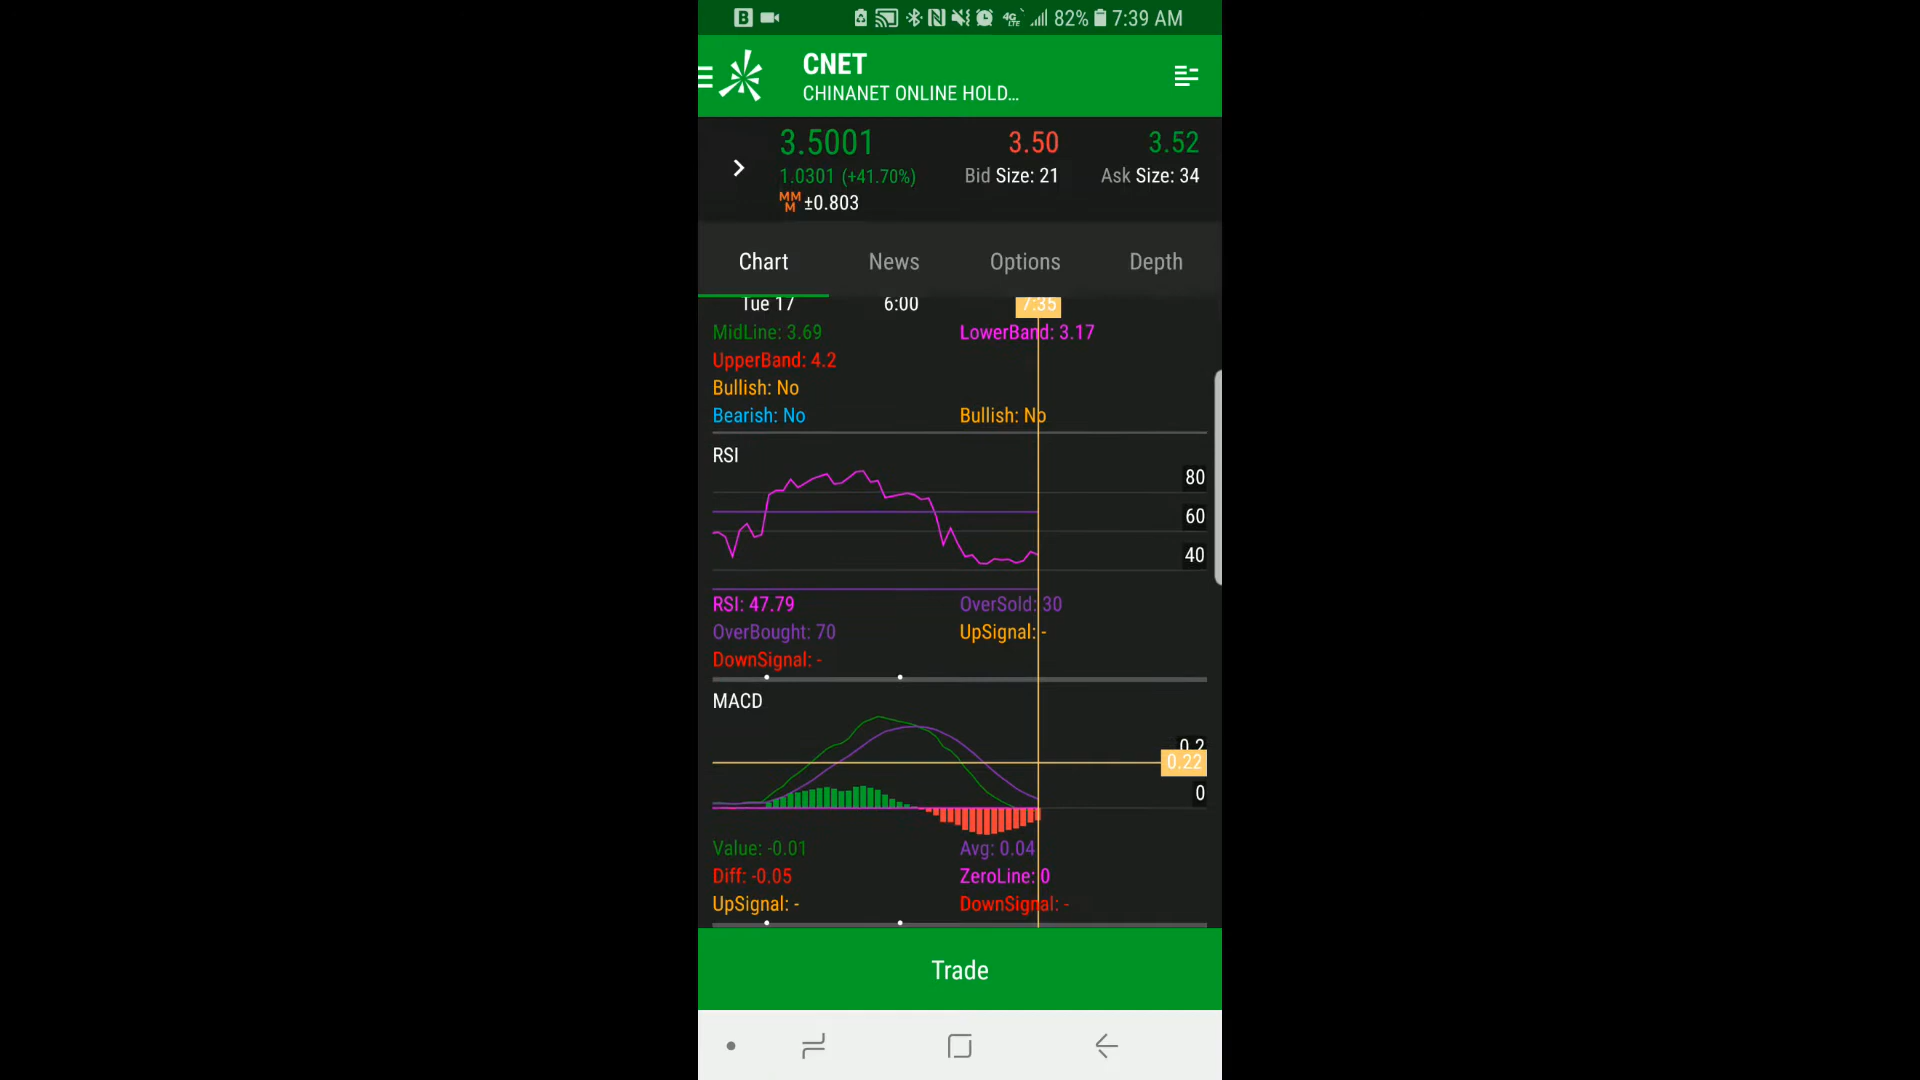 B 4G LTE 82% 7:39 AM
CNET
CHINANET ONLINE HOLD...
3.5001 3.50 3.52
1.0301 (+41.70%) Bid Size: 21 Ask Size: 34
MMM ±0.803
Chart News Options Depth
Tue 17 6:00 7:35
MidLine: 3.69 LowerBand: 3.17
UpperBand: 4.2
Bullish: No
Bearish: No Bullish: No
RSI
80
60
40
RSI: 47.79 OverSold: 30
OverBought: 70 UpSignal: -
DownSignal: -
MACD
0.2
0.22
0
Value: -0.01 Avg: 0.04
Diff: -0.05 ZeroLine: 0
UpSignal: - DownSignal: -
Trade